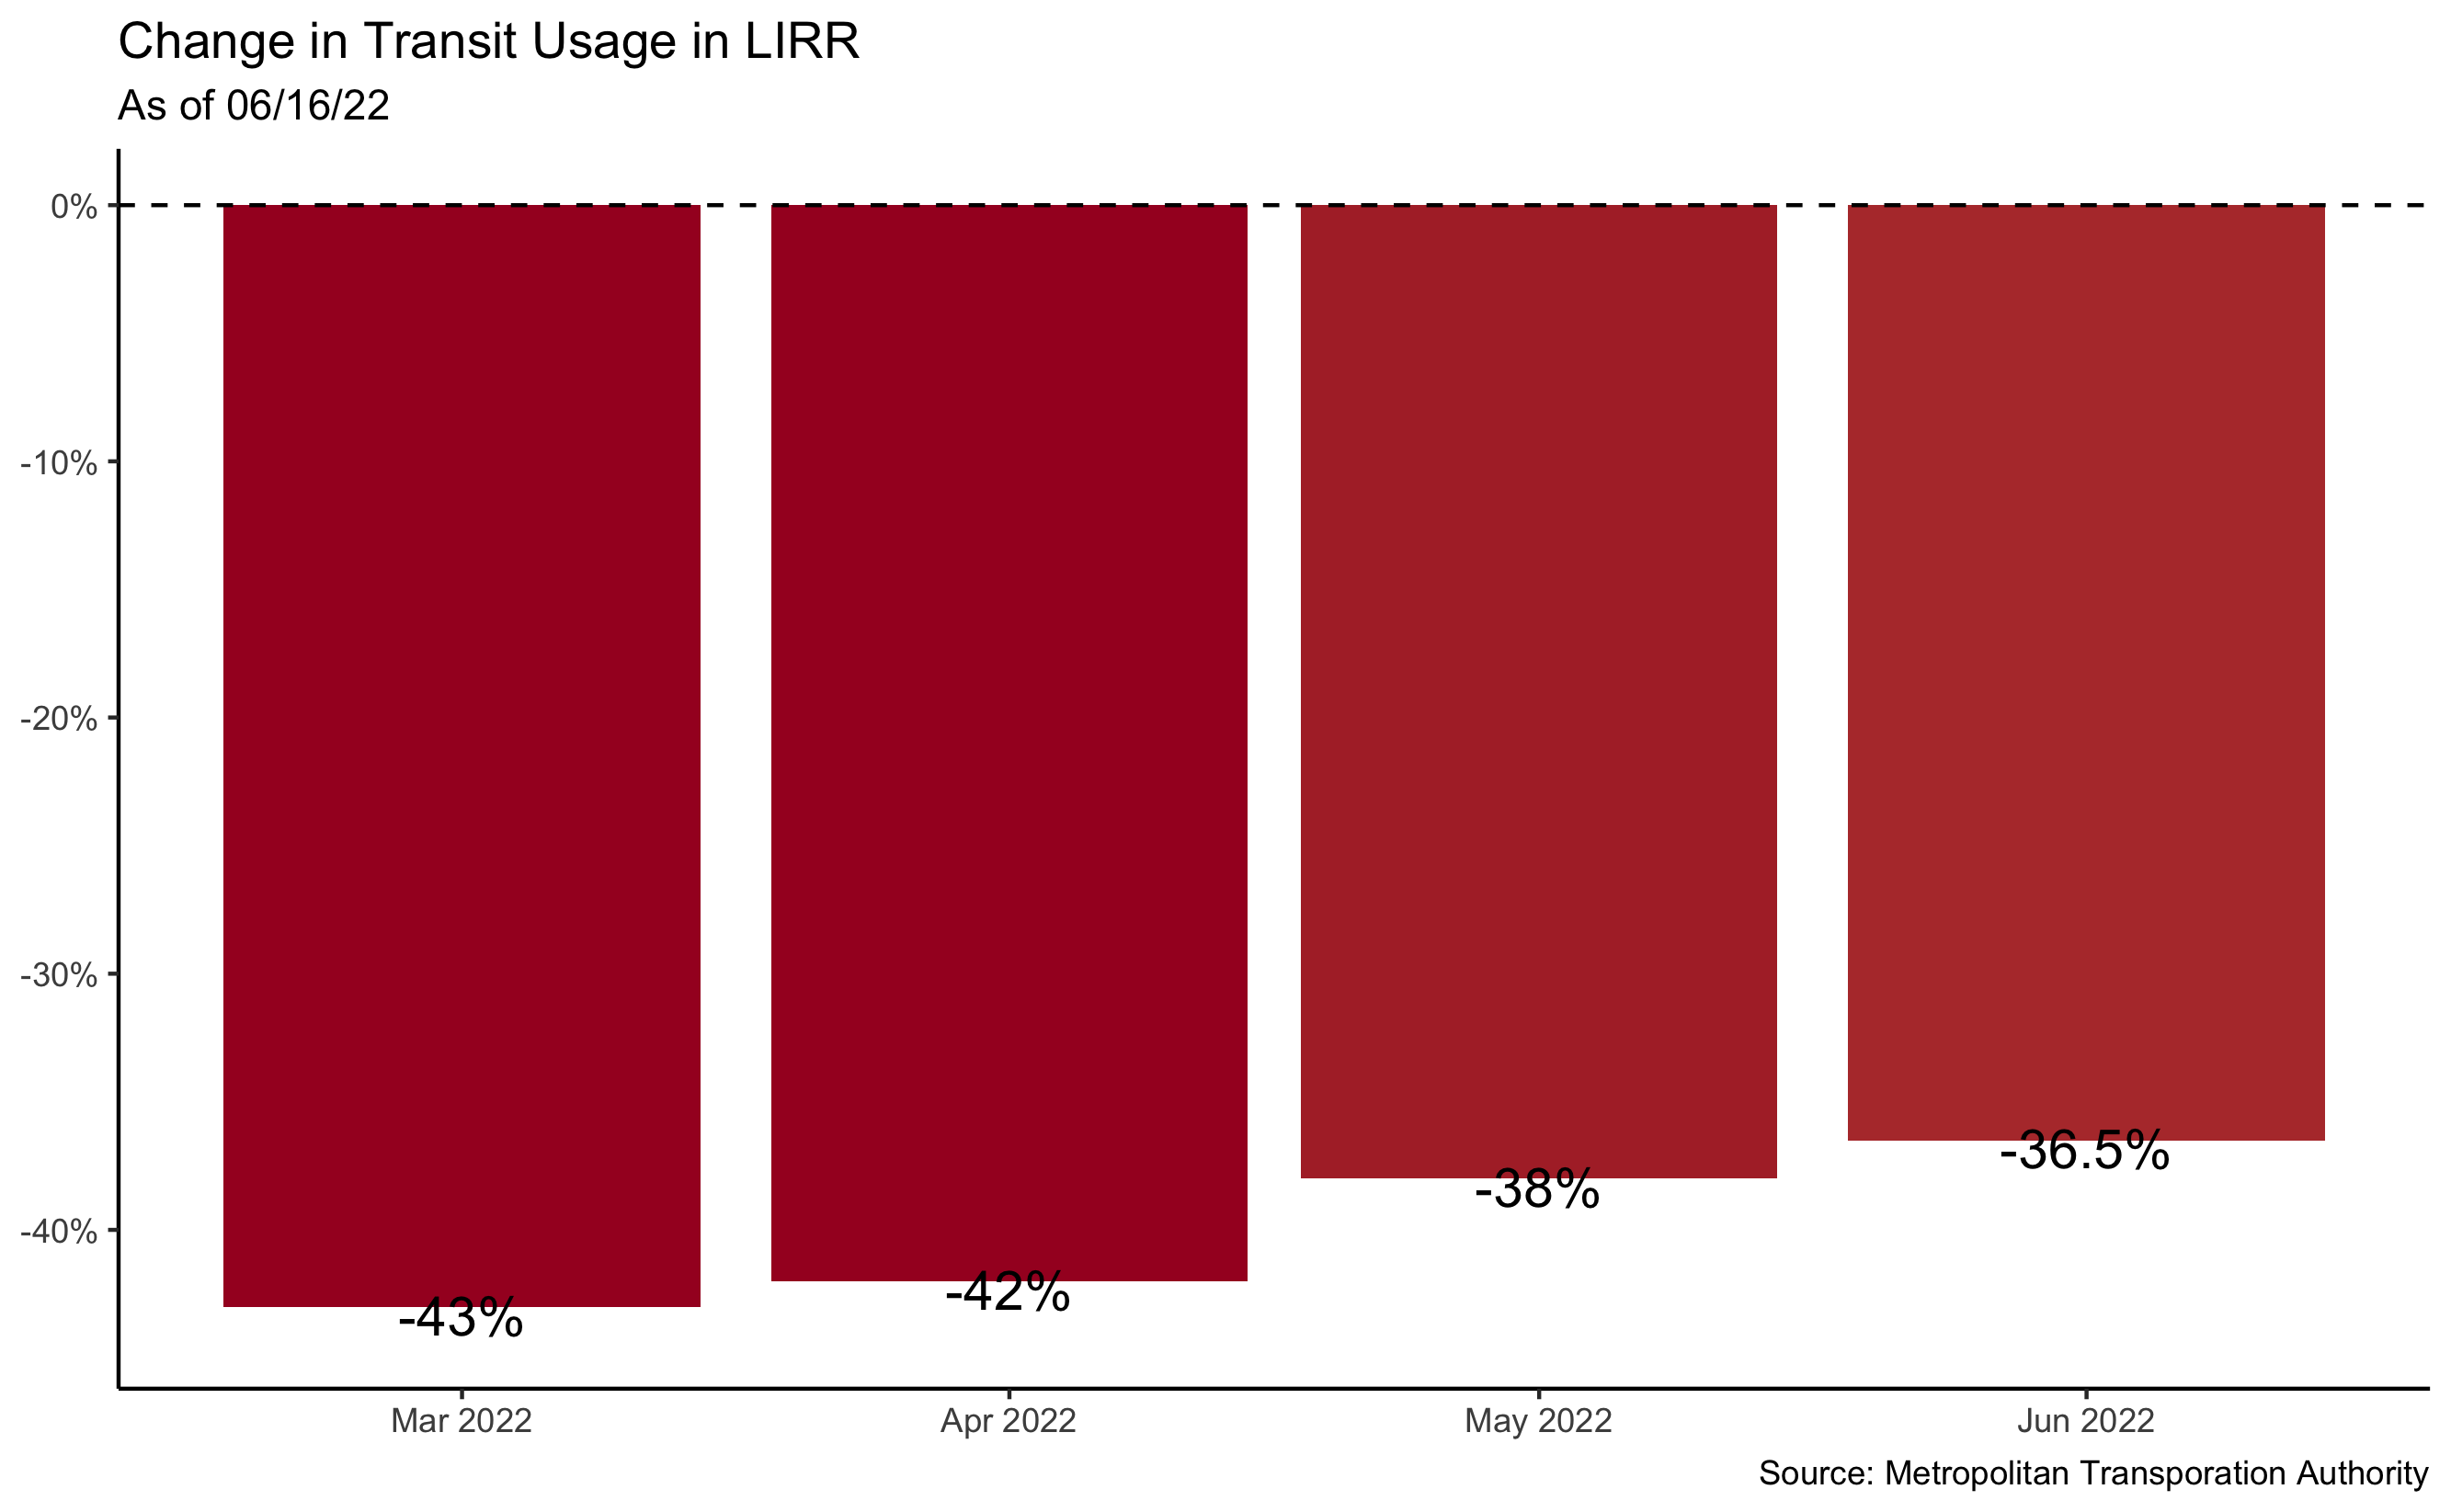 Change in Transit Usage in LIRR
As of 06/16/22
0%
-10%
-20%
-30%
-40%
-43%
-42%
-38%
-36.5%
Mar 2022
Apr 2022
May 2022
Jun 2022
Source: Metropolitan Transporation Authority